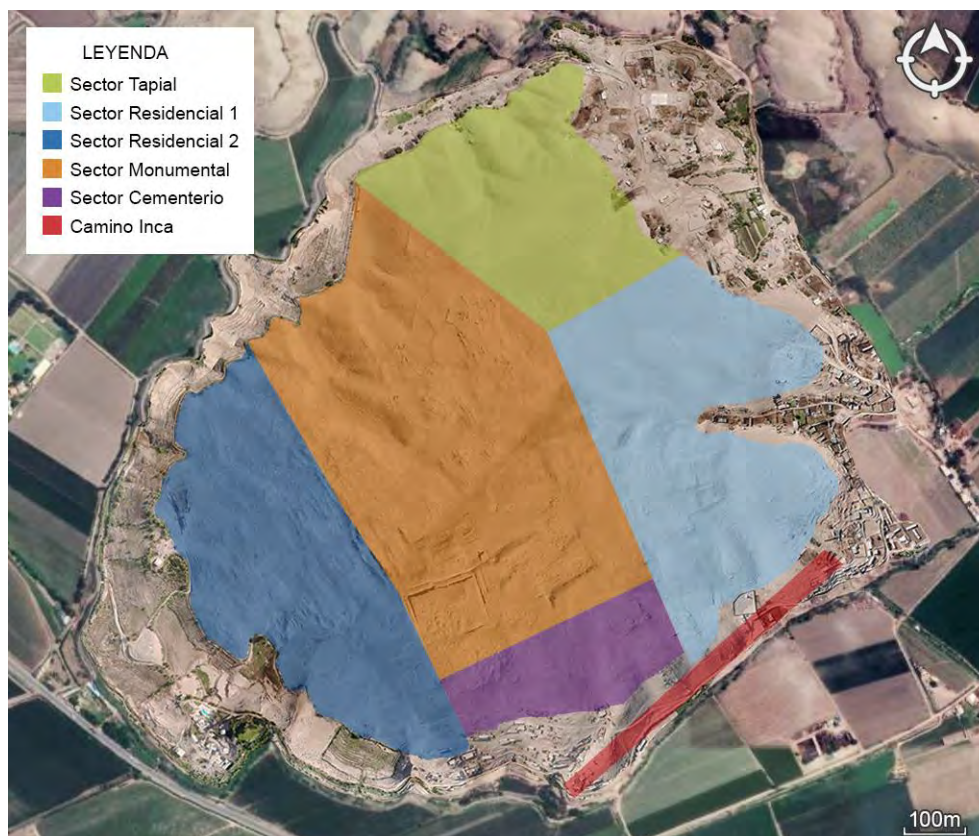 LEYENDA
Sector Tapial
Sector Residencial 1
Sector Residencial 2
Sector Monumental
Sector Cementerio
Camino Inca
100m